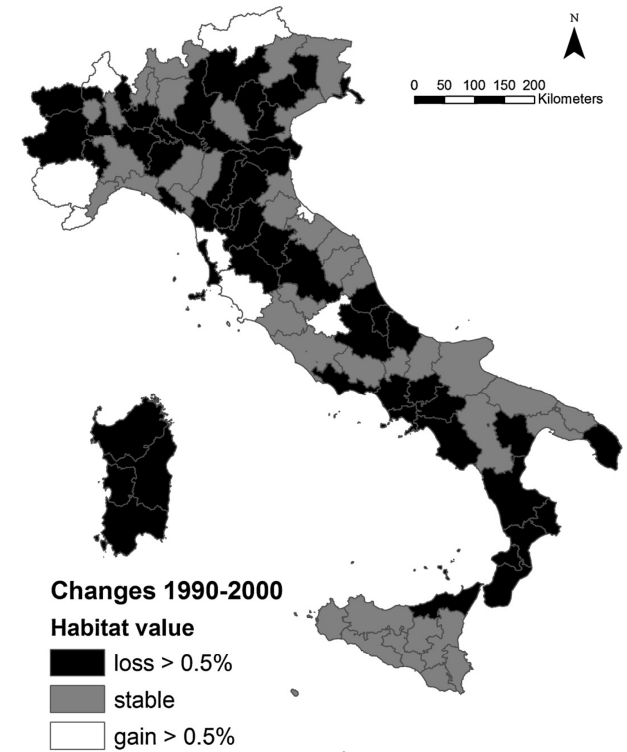 N
0 50 100 150 200
Kilometers
Changes 1990-2000
Habitat value
loss > 0.5%
stable
gain > 0.5%